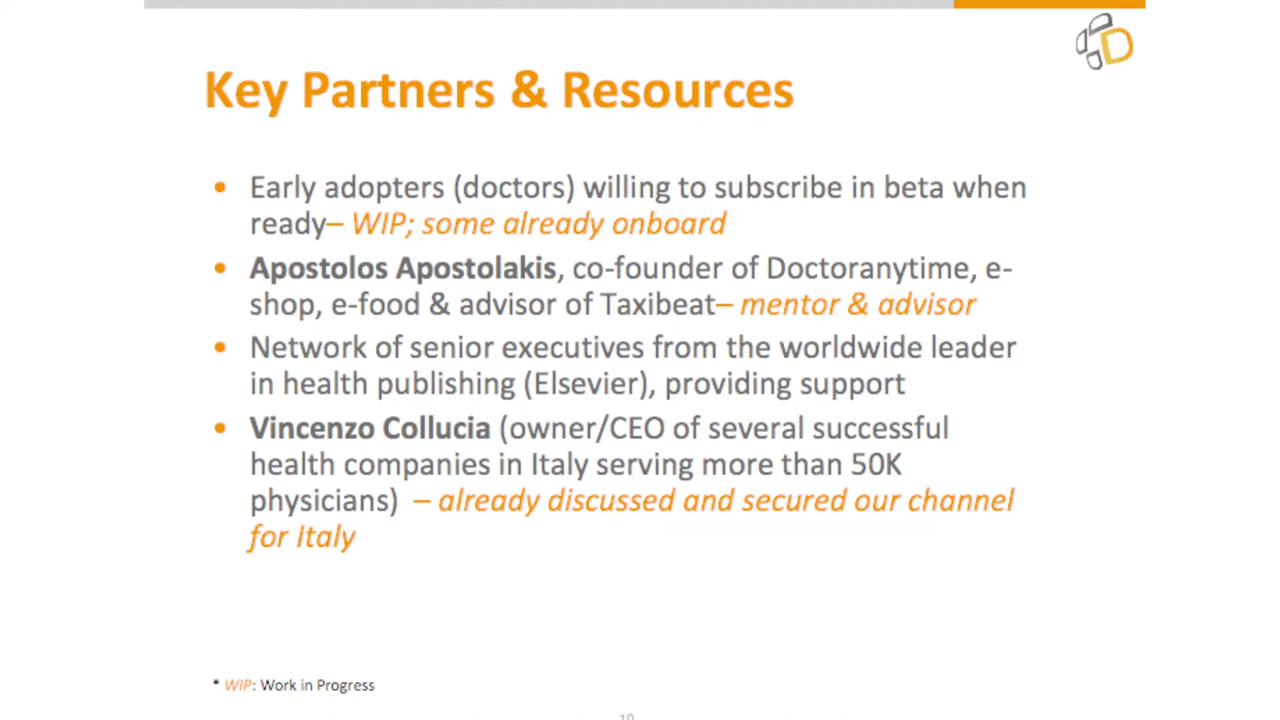 Key Partners & Resources
• Early adopters (doctors) willing to subscribe in beta when
ready– WIP; some already onboard
• Apostolos Apostolakis, co-founder of Doctoranytime, e-
shop, e-food & advisor of Taxibeat– mentor & advisor
• Network of senior executives from the worldwide leader
in health publishing (Elsevier), providing support
• Vincenzo Collucia (owner/CEO of several successful
health companies in Italy serving more than 50K
physicians) – already discussed and secured our channel
for Italy
* WIP: Work in Progress
10